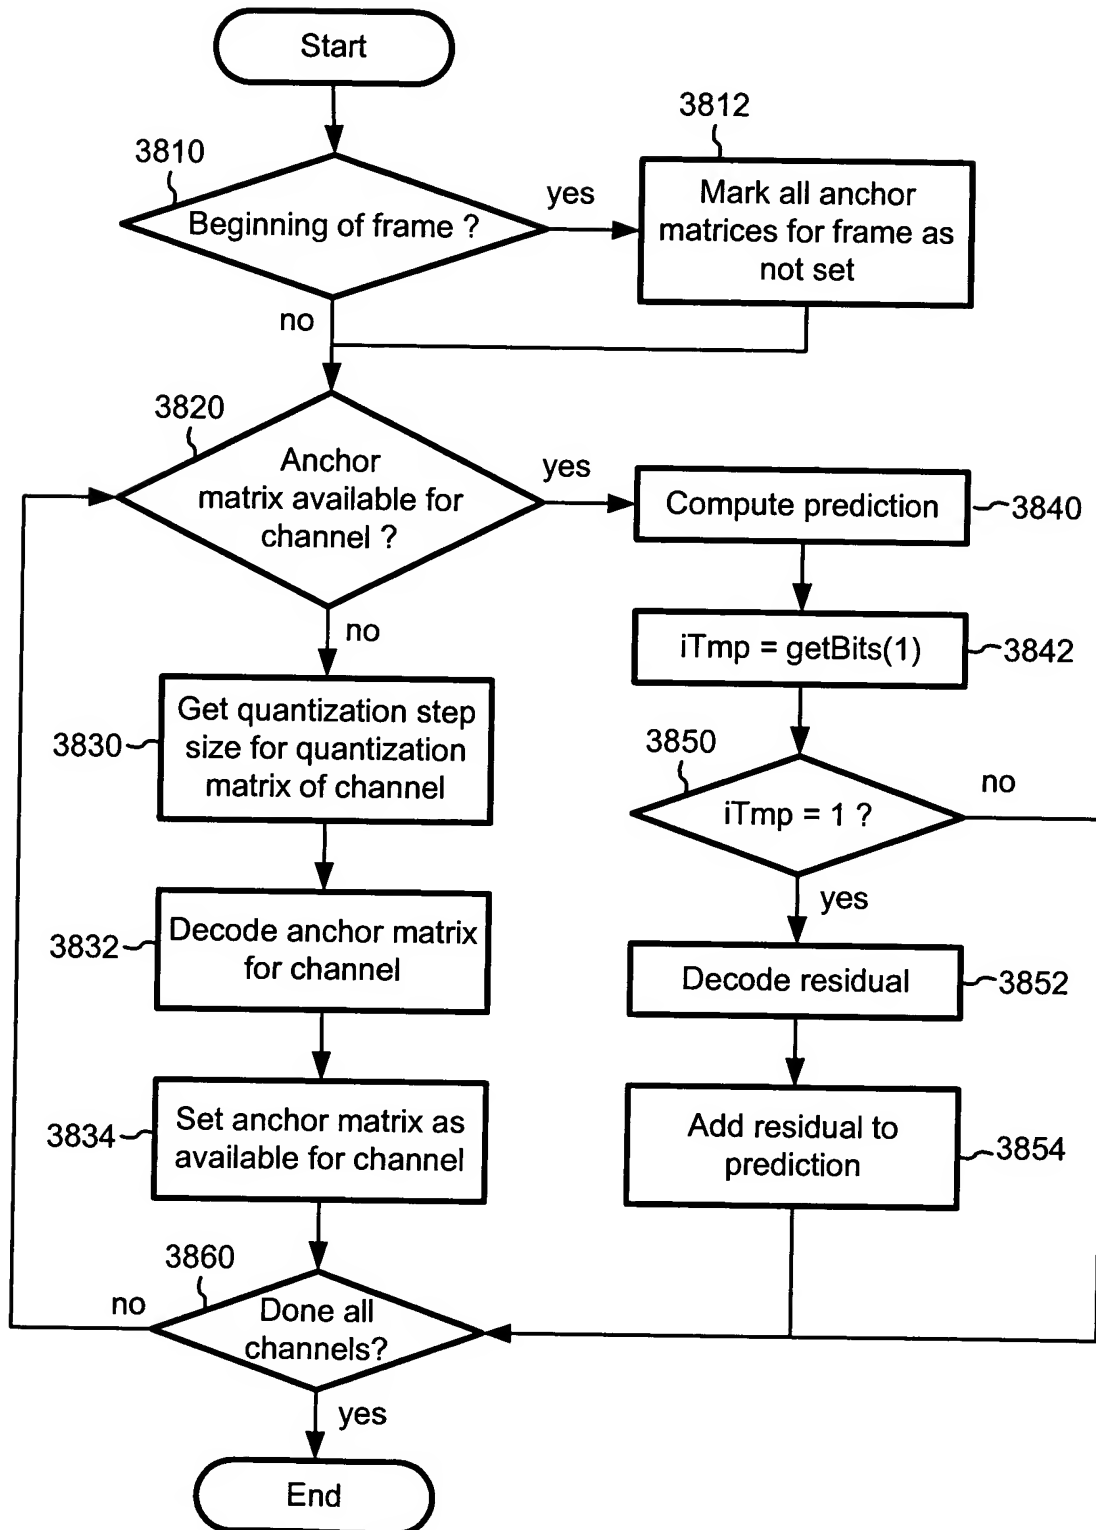 Start
3810
Beginning of frame ?
yes
no
3812
Mark all anchor
matrices for frame as
not set
3820
Anchor
matrix available for
channel ?
yes
no
Compute prediction
3840
iTmp = getBits(1)
3842
3830
Get quantization step
size for quantization
matrix of channel
3850
iTmp = 1 ?
no
yes
3832
Decode anchor matrix
for channel
Decode residual
3852
3834
Set anchor matrix as
available for channel
Add residual to
prediction
3854
3860
no
Done all
channels?
yes
End